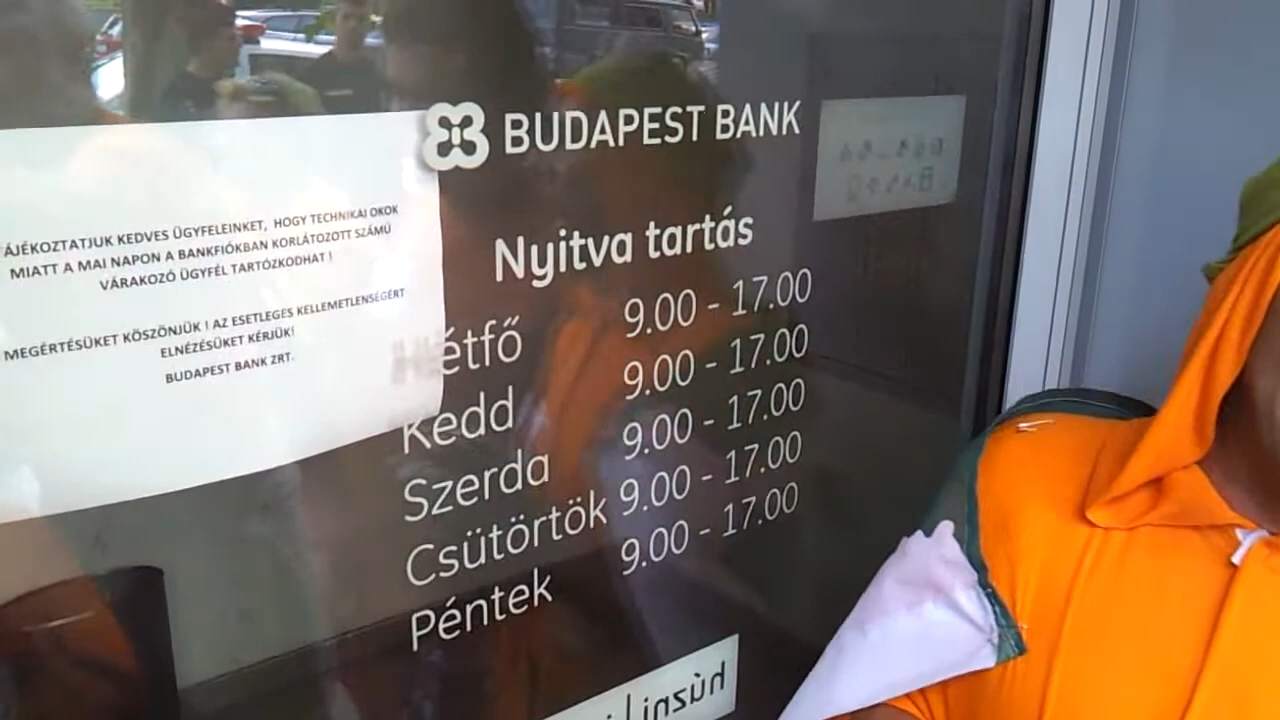 ÁJÉKOZTATJUK KEDVES ÜGYFELEINKET, HOGY TECHNIKAI OKOK
MIATT A MAI NAPON A BANKFIÓKBAN KORLÁTOZOTT SZÁMÚ
VÁRAKOZÓ ÜGYFÉL TARTÓZKODHAT !
MEGÉRTÉSÜKET KÖSZÖNJÜK ! AZ ESETLEGES KELLEMETLENSÉGÉRT
ELNÉZÉSÜKET KÉRJÜK!
BUDAPEST BANK ZRT.
BUDAPEST BANK
Nyitva tartás
Hétfő 9.00 - 17.00
Kedd 9.00 - 17.00
Szerda 9.00 - 17.00
Csütörtök 9.00 - 17.00
Péntek 9.00 - 17.00